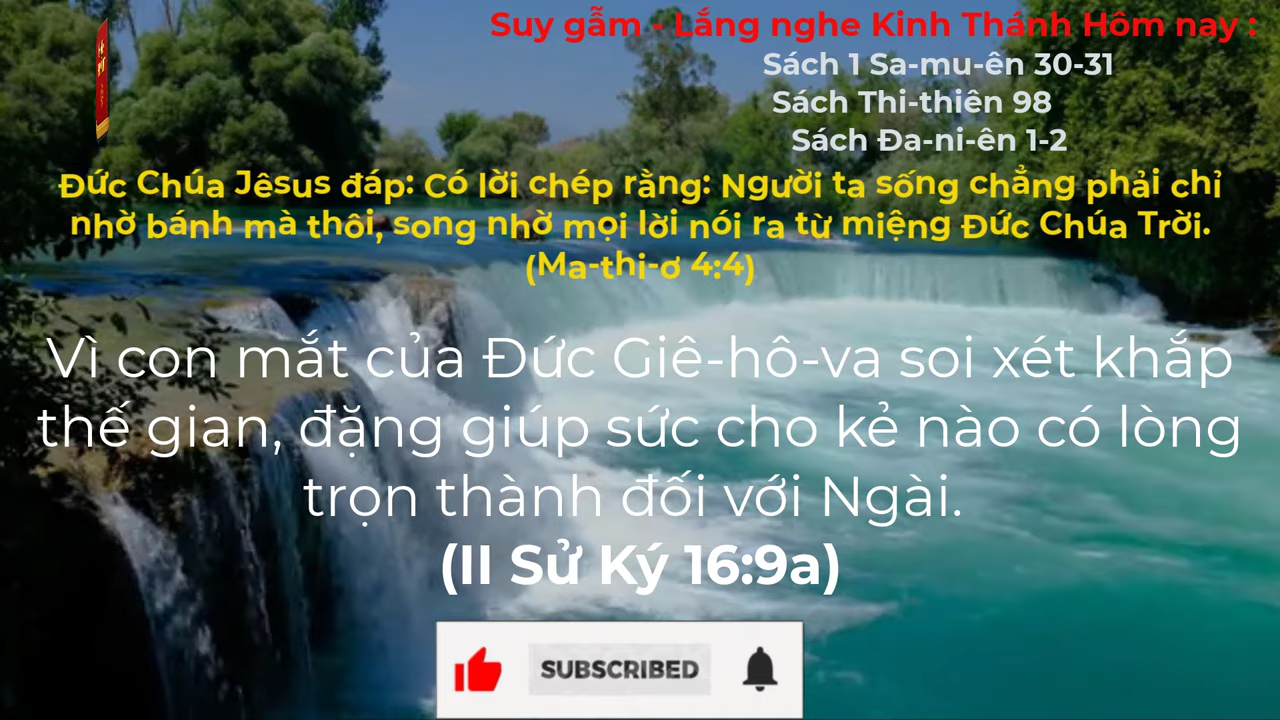 Suy gẫm - Lắng nghe Kinh Thánh Hôm nay :
Sách 1 Sa-mu-ên 30-31
Sách Thi-thiên 98
Sách Đa-ni-ên 1-2
Đức Chúa Jêsus đáp: Có lời chép rằng: Người ta sống chẳng phải chỉ
nhờ bánh mà thôi, song nhờ mọi lời nói ra từ miệng Đức Chúa Trời.
(Ma-thi-ơ 4:4)
Vì con mắt của Đức Giê-hô-va soi xét khắp
thế gian, đặng giúp sức cho kẻ nào có lòng
trọn thành đối với Ngài.
(II Sử Ký 16:9a)
SUBSCRIBED